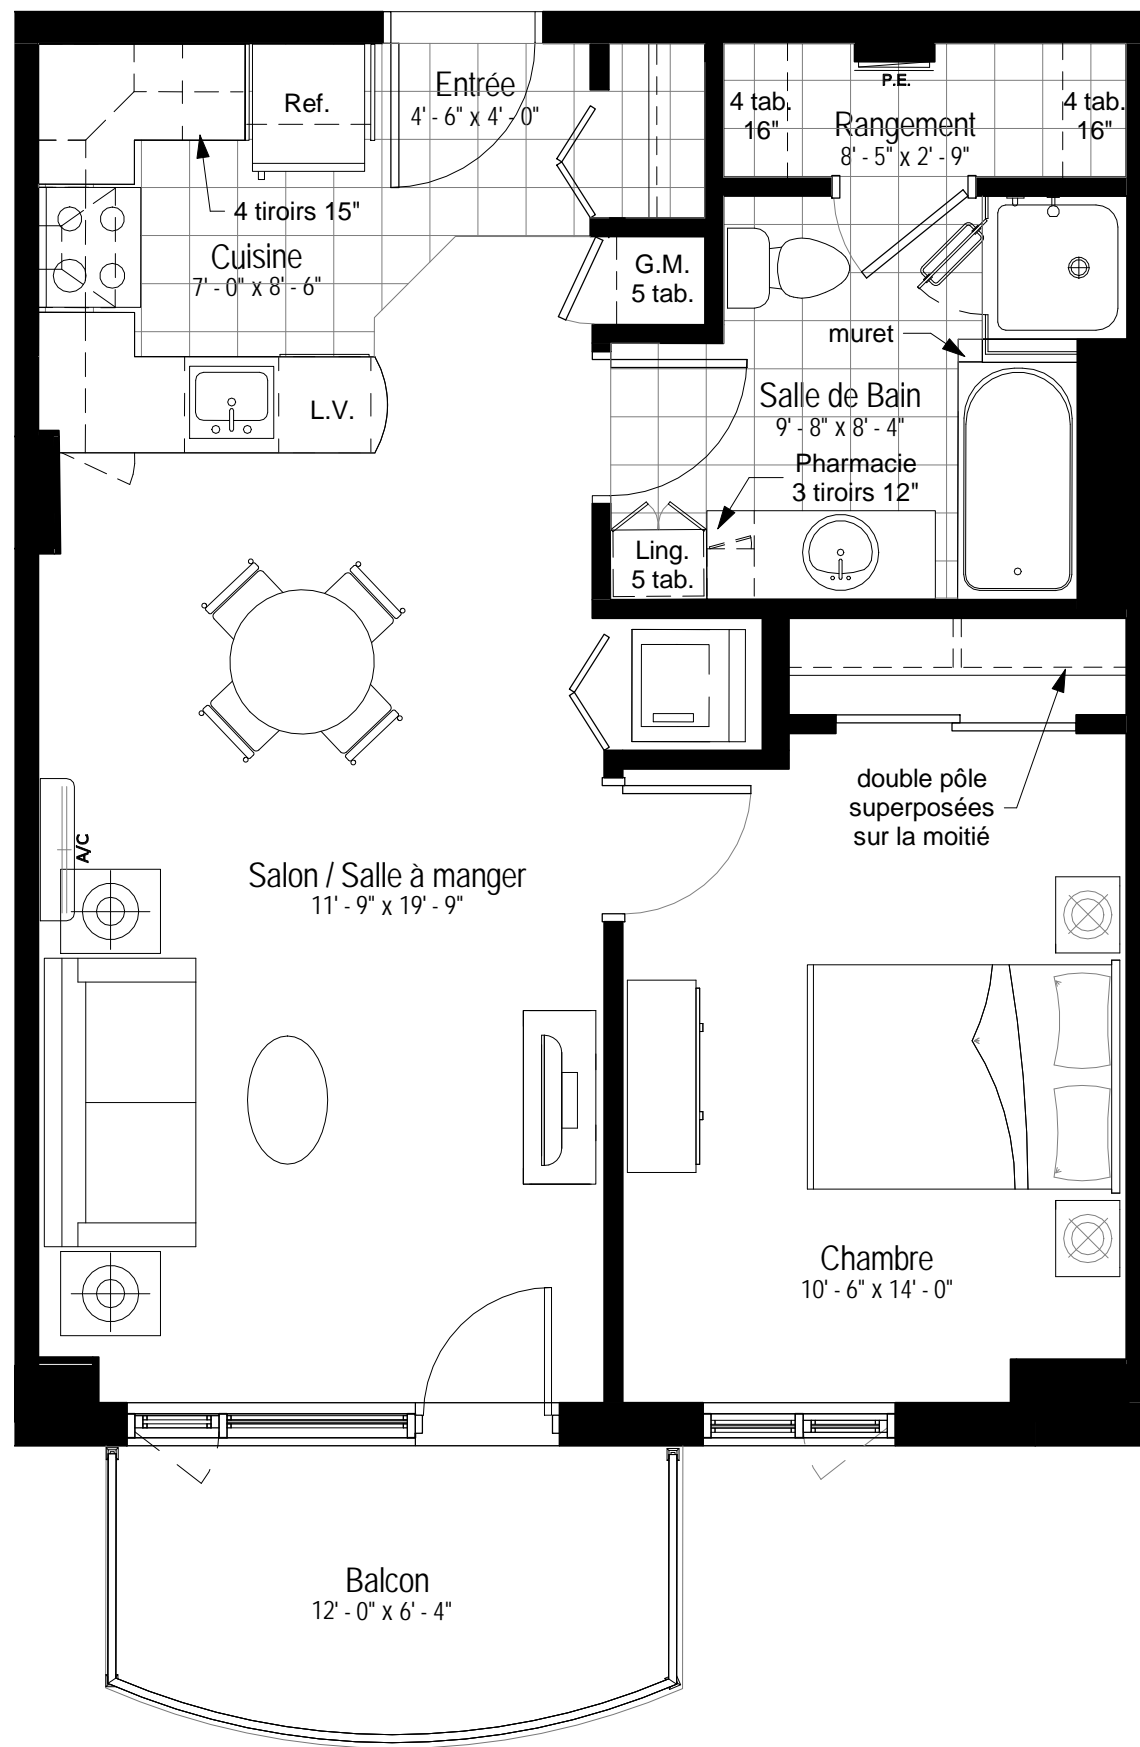 Entrée
4' - 6" x 4' - 0"
Ref.
4 tiroirs 15"
Cuisine
7' - 0" x 8' - 6"
L.V.
G.M.
5 tab.
P.E.
4 tab.
16"
Rangement
8' - 5" x 2' - 9"
4 tab.
16"
muret
Salle de Bain
9' - 8" x 8' - 4"
Pharmacie
3 tiroirs 12"
Ling.
5 tab.
double pôle
superposées
sur la moitié
A/C
Salon / Salle à manger
11' - 9" x 19' - 9"
Chambre
10' - 6" x 14' - 0"
Balcon
12' - 0" x 6' - 4"